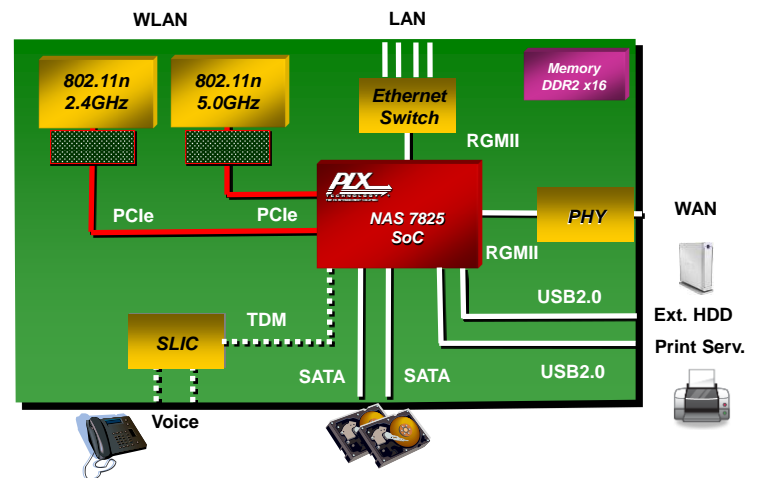 WLAN
LAN
802.11n
2.4GHz
802.11n
5.0GHz
Ethernet
Switch
Memory
DDR2 x16
RGMII
PLX
TECHNOLOGY
NAS 7825
SoC
PCIe
PCIe
PHY
WAN
RGMII
USB2.0
Ext. HDD
TDM
SLIC
Print Serv.
SATA
SATA
USB2.0
Voice